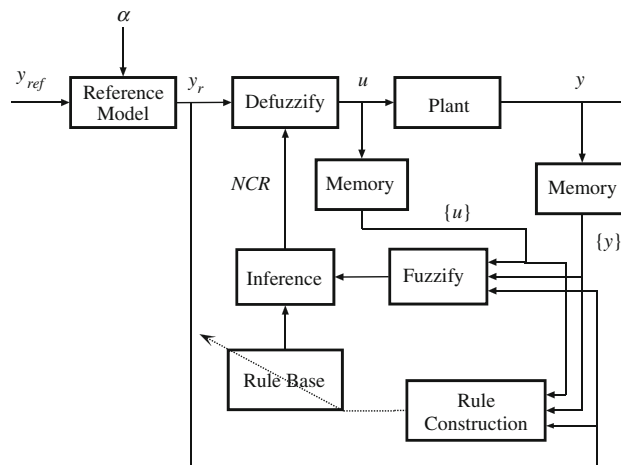 α
y_ref
Reference
Model
y_r
Defuzzify
u
Plant
y
NCR
Memory
Memory
{u}
{y}
Inference
Fuzzify
Rule Base
Rule
Construction